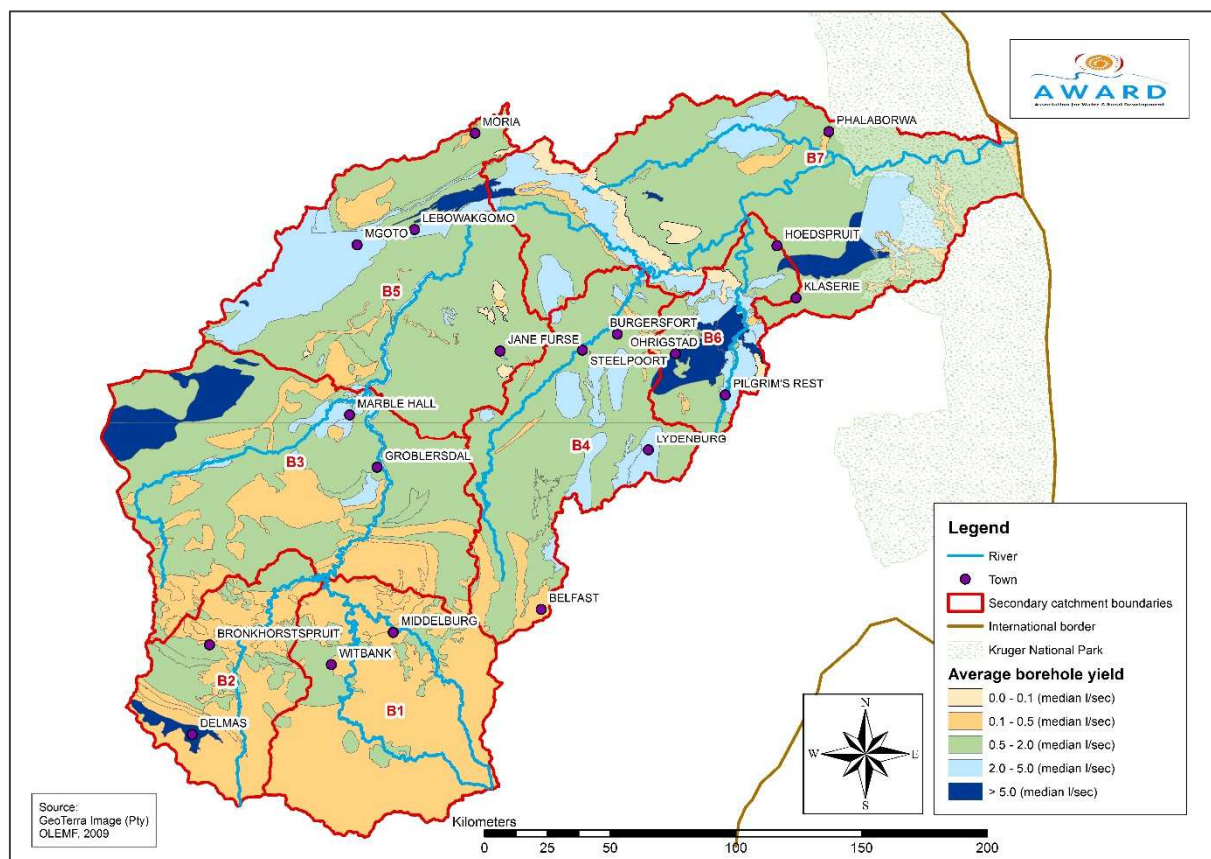 AWARD
Association for Water & Rural Development
MORIA
PHALABORWA
B7
LEBOWAKGOMO
MGOTO
HOEDSPRUIT
B5
KLASERIE
BURGERSFORT
B6
JANE FURSE
OHRIGSTAD
STEELPOORT
PILGRIM'S REST
MARBLE HALL
B4
LYDENBURG
B3
GROBLERSDAL
BELFAST
MIDDELBURG
BRONKHORSTSPRUIT
WITBANK
B2
B1
DELMAS
Legend
River
Town
Secondary catchment boundaries
International border
Kruger National Park
Average borehole yield
0.0 - 0.1 (median l/sec)
0.1 - 0.5 (median l/sec)
0.5 - 2.0 (median l/sec)
2.0 - 5.0 (median l/sec)
> 5.0 (median l/sec)
N
W
E
S
Source:
GeoTerra Image (Pty)
OLEMF, 2009
Kilometers
0 25 50 100 150 200